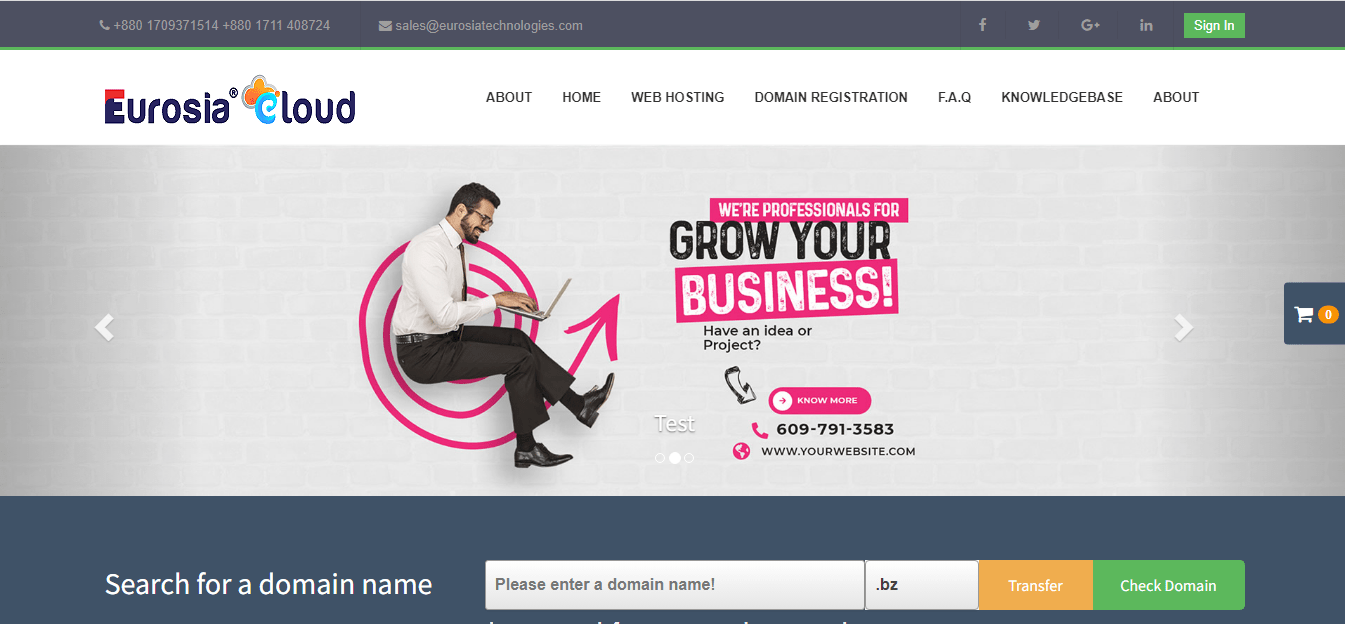 +880 1709371514 +880 1711 408724
sales@eurosiatechnologies.com
G+
Sign In
Eurosia® Cloud
ABOUT
HOME
WEB HOSTING
DOMAIN REGISTRATION
F.A.Q
KNOWLEDGEBASE
ABOUT
WE'RE PROFESSIONALS FOR
GROW YOUR
BUSINESS!
Have an idea or
Project?
KNOW MORE
609-791-3583
WWW.YOURWEBSITE.COM
Test
0
Search for a domain name
Please enter a domain name!
.bz
Transfer
Check Domain